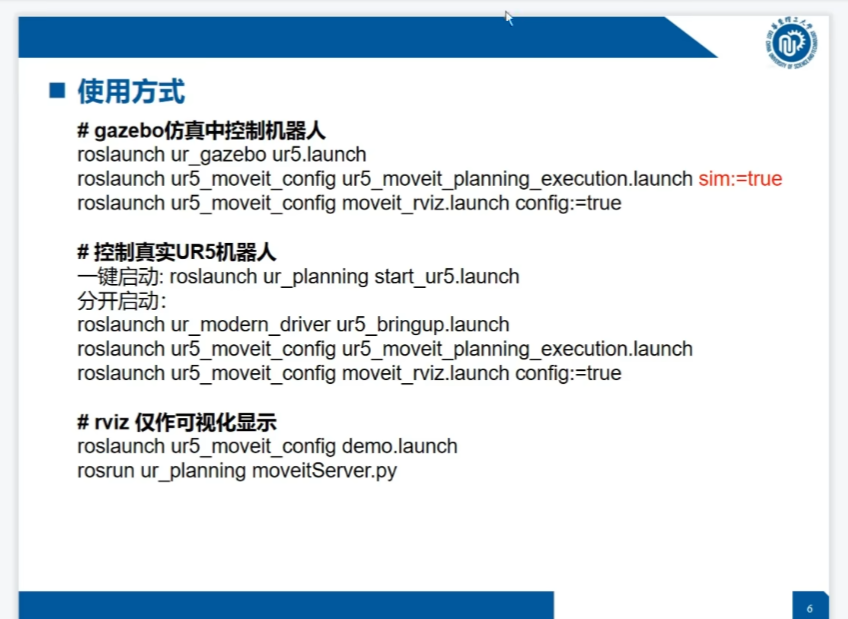 使用方式
# gazebo仿真中控制机器人
roslaunch ur_gazebo ur5.launch
roslaunch ur5_moveit_config ur5_moveit_planning_execution.launch sim:=true
roslaunch ur5_moveit_config moveit_rviz.launch config:=true
# 控制真实UR5机器人
一键启动: roslaunch ur_planning start_ur5.launch
分开启动:
roslaunch ur_modern_driver ur5_bringup.launch
roslaunch ur5_moveit_config ur5_moveit_planning_execution.launch
roslaunch ur5_moveit_config moveit_rviz.launch config:=true
# rviz 仅作可视化显示
roslaunch ur5_moveit_config demo.launch
rosrun ur_planning moveitServer.py
6